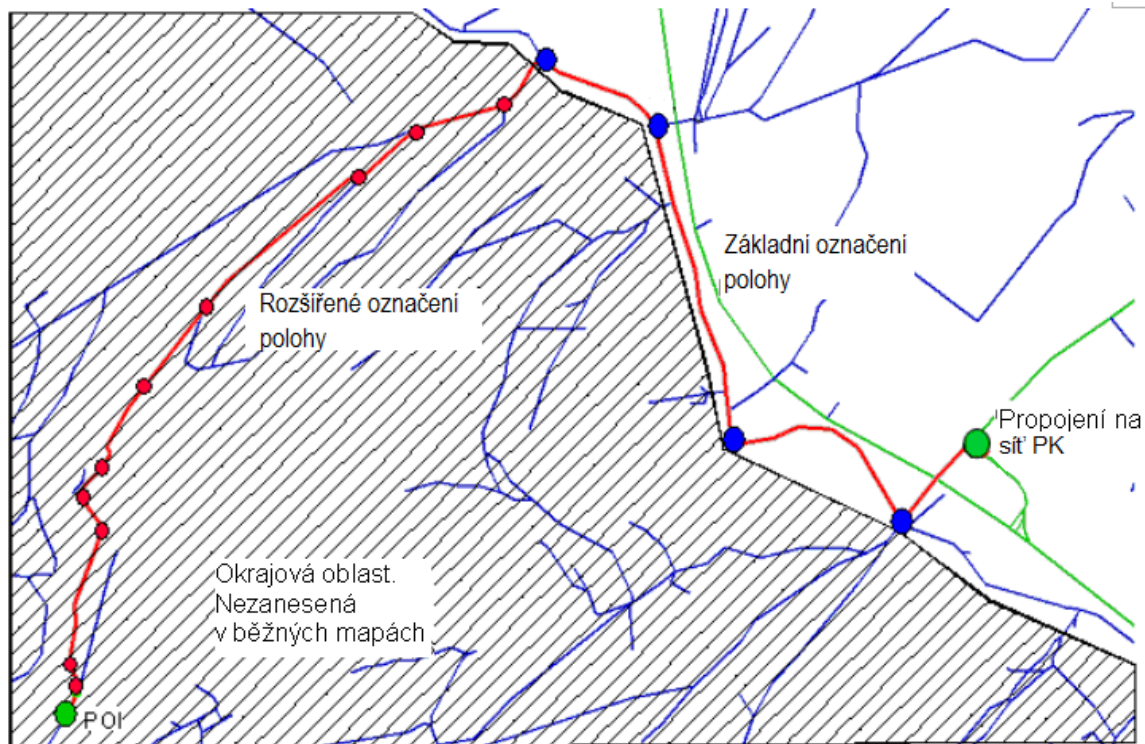 Základní označení
polohy
Rozšířené označení
polohy
Propojení na
síť PK
Okrajová oblast.
Nezanesená
v běžných mapách
POI